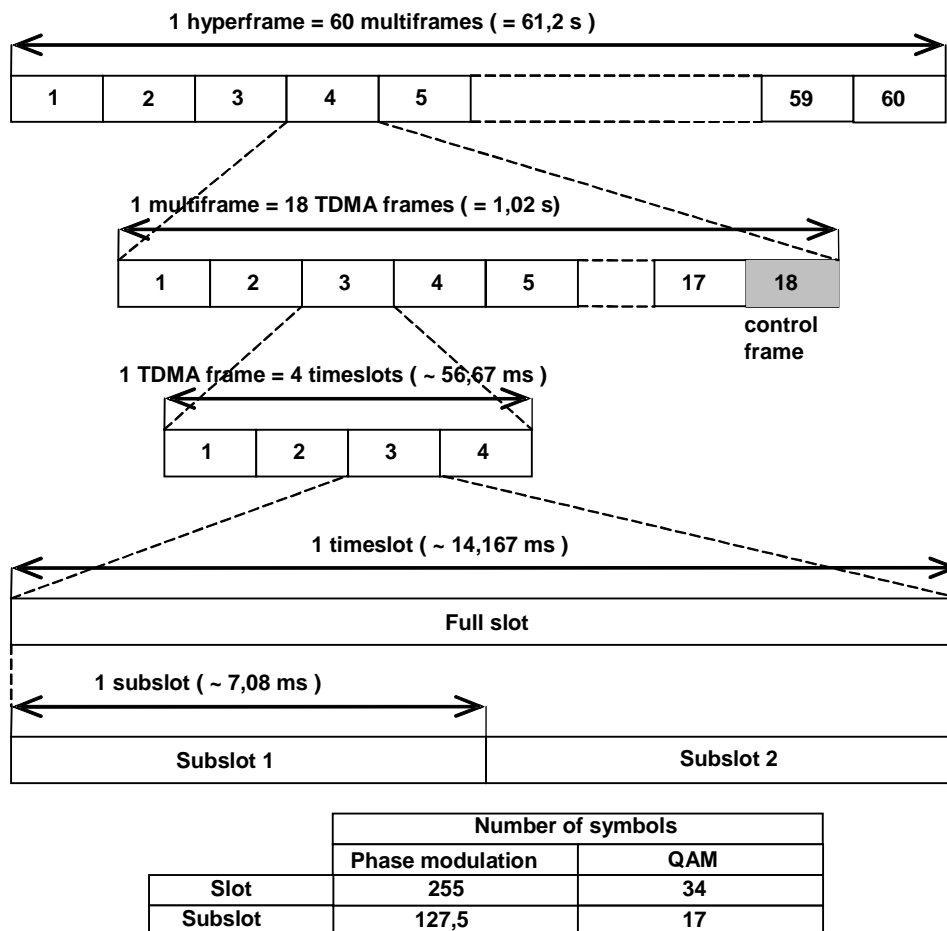 1 hyperframe = 60 multiframes ( = 61,2 s )
1 2 3 4 5 59 60
1 multiframe = 18 TDMA frames ( = 1,02 s)
1 2 3 4 5 17 18
control
frame
1 TDMA frame = 4 timeslots ( ~ 56,67 ms )
1 2 3 4
1 timeslot ( ~ 14,167 ms )
Full slot
1 subslot ( ~ 7,08 ms )
Subslot 1 Subslot 2
Number of symbols
Phase modulation QAM
Slot 255 34
Subslot 127,5 17